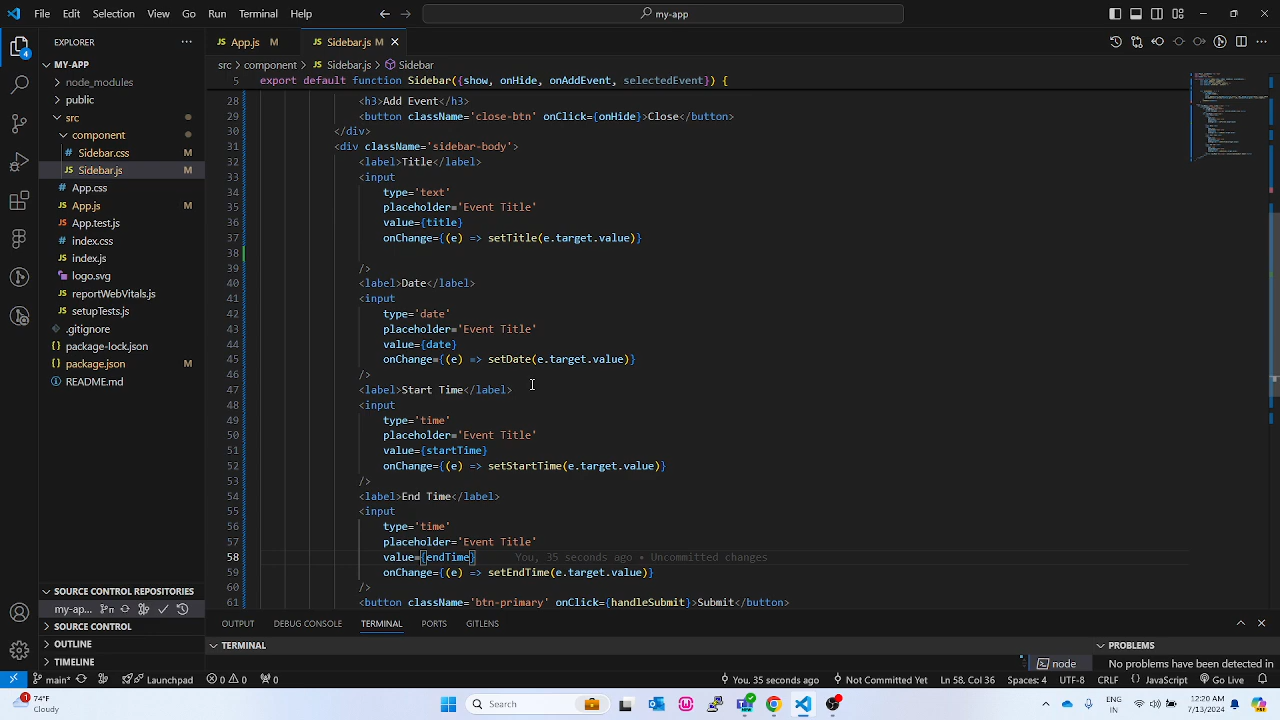 File Edit Selection View Go Run Terminal Help
my-app
EXPLORER
App.js M
Sidebar.js M
src > component > Sidebar.js > Sidebar
MY-APP
node_modules
public
src
component
Sidebar.css M
Sidebar.js M
App.css
App.js M
App.test.js
index.css
index.js
logo.svg
reportWebVitals.js
setupTests.js
.gitignore
package-lock.json
package.json M
README.md
4
5 export default function Sidebar({show, onHide, onAddEvent, selectedEvent}) {
28 <h3>Add Event</h3>
29 <button className='close-btn' onClick={onHide}>Close</button>
30 </div>
31 <div className='sidebar-body'>
32 <label>Title</label>
33 <input
34 type='text'
35 placeholder='Event Title'
36 value={title}
37 onChange={(e) => setTitle(e.target.value)}
38
39 />
40 <label>Date</label>
41 <input
42 type='date'
43 placeholder='Event Title'
44 value={date}
45 onChange={(e) => setDate(e.target.value)}
46 />
47 <label>Start Time</label>
48 <input
49 type='time'
50 placeholder='Event Title'
51 value={startTime}
52 onChange={(e) => setStartTime(e.target.value)}
53 />
54 <label>End Time</label>
55 <input
56 type='time'
57 placeholder='Event Title'
58 value={endTime} You, 35 seconds ago • Uncommitted changes
59 onChange={(e) => setEndTime(e.target.value)}
60 />
61 <button className='btn-primary' onClick={handleSubmit}>Submit</button>
SOURCE CONTROL REPOSITORIES
my-ap...
SOURCE CONTROL
OUTLINE
TIMELINE
OUTPUT DEBUG CONSOLE TERMINAL PORTS GITLENS
TERMINAL
PROBLEMS
node
No problems have been detected in
main* Launchpad 0 0 0
You, 35 seconds ago Not Committed Yet Ln 58, Col 36 Spaces: 4 UTF-8 CRLF JavaScript Go Live
1
74°F
Cloudy
Search
NEW
ENG
IN
12:20 AM
7/13/2024